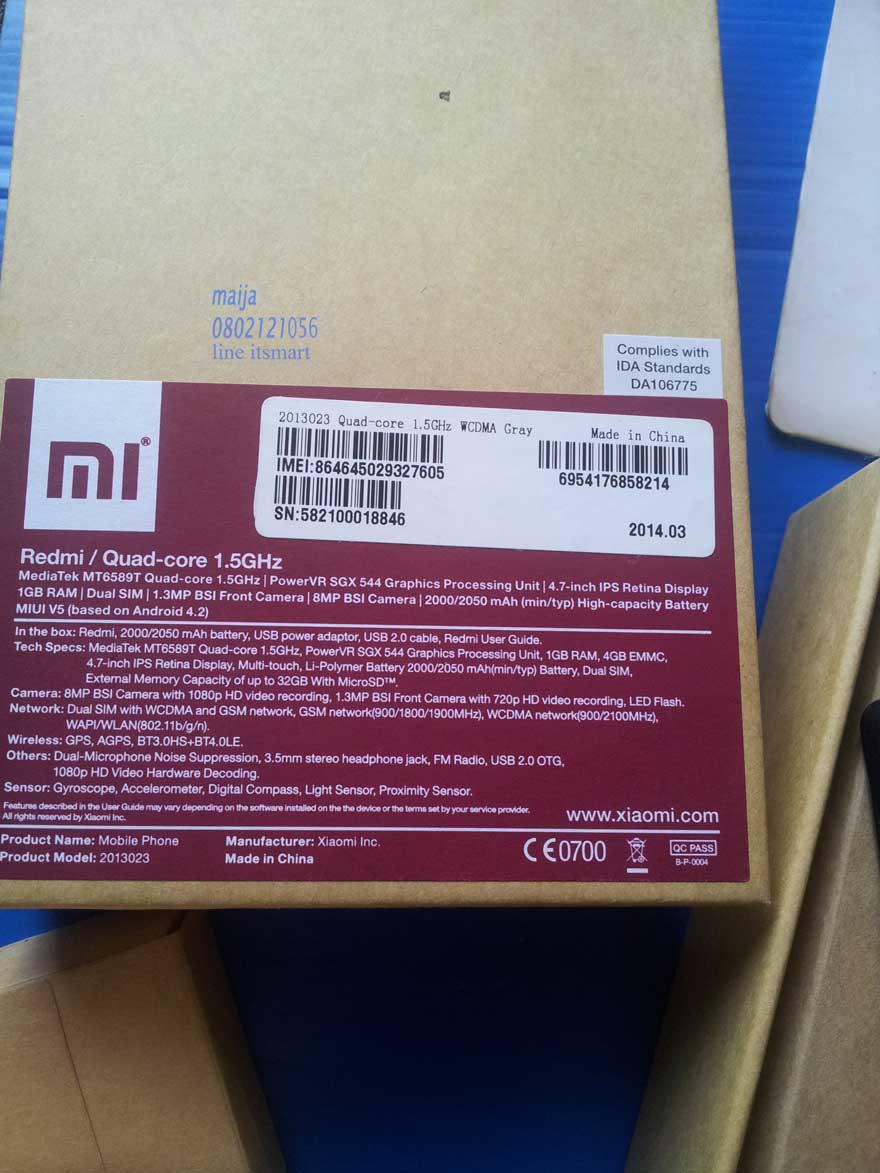 A
maija
0802121056
line itsmart
Complies with
IDA Standards
DA106775
mi®
2013023 Quad-core 1.5GHz WCDMA Gray
Made in China
IMEI:864645029327605
6954176858214
SN:582100018846
2014.03
Redmi / Quad-core 1.5GHz
MediaTek MT6589T Quad-core 1.5GHz | PowerVR SGX 544 Graphics Processing Unit | 4.7-inch IPS Retina Display
1GB RAM | Dual SIM | 1.3MP BSI Front Camera | 8MP BSI Camera | 2000/2050 mAh (min/typ) High-capacity Battery
MIUI V5 (based on Android 4.2)
In the box: Redmi, 2000/2050 mAh battery, USB power adaptor, USB 2.0 cable, Redmi User Guide.
Tech Specs: MediaTek MT6589T Quad-core 1.5GHz, PowerVR SGX 544 Graphics Processing Unit, 1GB RAM, 4GB EMMC,
4.7-inch IPS Retina Display, Multi-touch, Li-Polymer Battery 2000/2050 mAh(min/typ) Battery, Dual SIM,
External Memory Capacity of up to 32GB With MicroSD™.
Camera: 8MP BSI Camera with 1080p HD video recording, 1.3MP BSI Front Camera with 720p HD video recording, LED Flash.
Network: Dual SIM with WCDMA and GSM network, GSM network(900/1800/1900MHz), WCDMA network(900/2100MHz),
WAPI/WLAN(802.11b/g/n).
Wireless: GPS, AGPS, BT3.0HS+BT4.0LE.
Others: Dual-Microphone Noise Suppression, 3.5mm stereo headphone jack, FM Radio, USB 2.0 OTG,
1080p HD Video Hardware Decoding.
Sensor: Gyroscope, Accelerometer, Digital Compass, Light Sensor, Proximity Sensor.
Features described in the User Guide may vary depending on the software installed on the device or the terms set by your service provider.
All rights reserved by Xiaomi Inc.
www.xiaomi.com
Product Name: Mobile Phone
Manufacturer: Xiaomi Inc.
Product Model: 2013023
Made in China
CE0700
QC PASS
B-P-0004